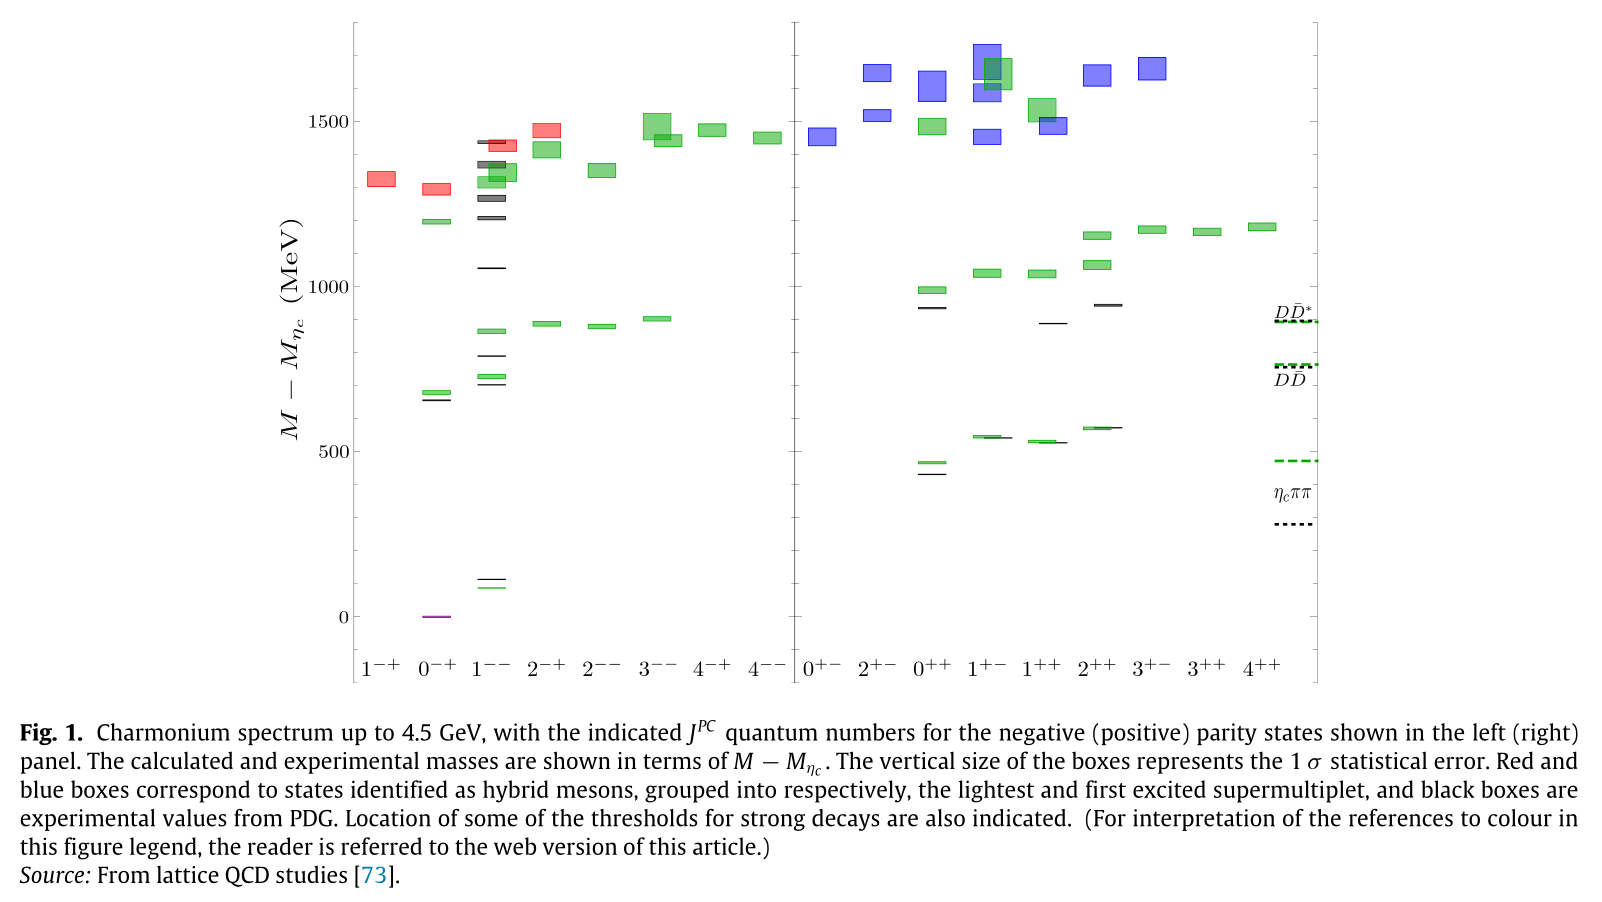 M − M_{η_c} (MeV)
1500
1000
500
0
1⁻⁺ 0⁻⁺ 1⁻⁻ 2⁻⁺ 2⁻⁻ 3⁻⁻ 4⁻⁺ 4⁻⁻ 0⁺⁻ 2⁺⁻ 0⁺⁺ 1⁺⁻ 1⁺⁺ 2⁺⁺ 3⁺⁻ 3⁺⁺ 4⁺⁺
DD̄*
DD̄
η_cππ
Fig. 1. Charmonium spectrum up to 4.5 GeV, with the indicated J^{PC} quantum numbers for the negative (positive) parity states shown in the left (right)
panel. The calculated and experimental masses are shown in terms of M − M_{η_c}. The vertical size of the boxes represents the 1 σ statistical error. Red and
blue boxes correspond to states identified as hybrid mesons, grouped into respectively, the lightest and first excited supermultiplet, and black boxes are
experimental values from PDG. Location of some of the thresholds for strong decays are also indicated. (For interpretation of the references to colour in
this figure legend, the reader is referred to the web version of this article.)
Source: From lattice QCD studies [73].